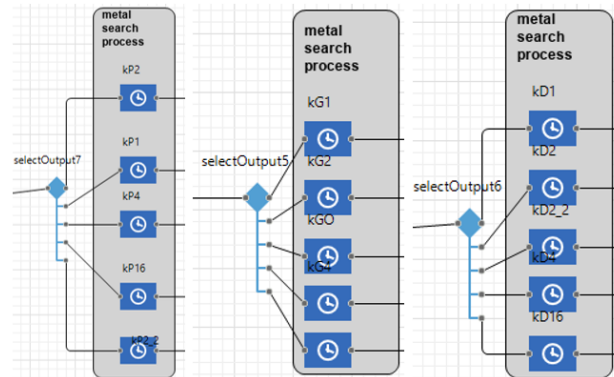 metal
search
process
kP2
selectOutput7
kP1
kP4
kP16
kP2_2
metal
search
process
kG1
selectOutput5
kG2
kGO
kG4
metal
search
process
kD1
kD2
selectOutput6
kD2_2
kD4
kD16